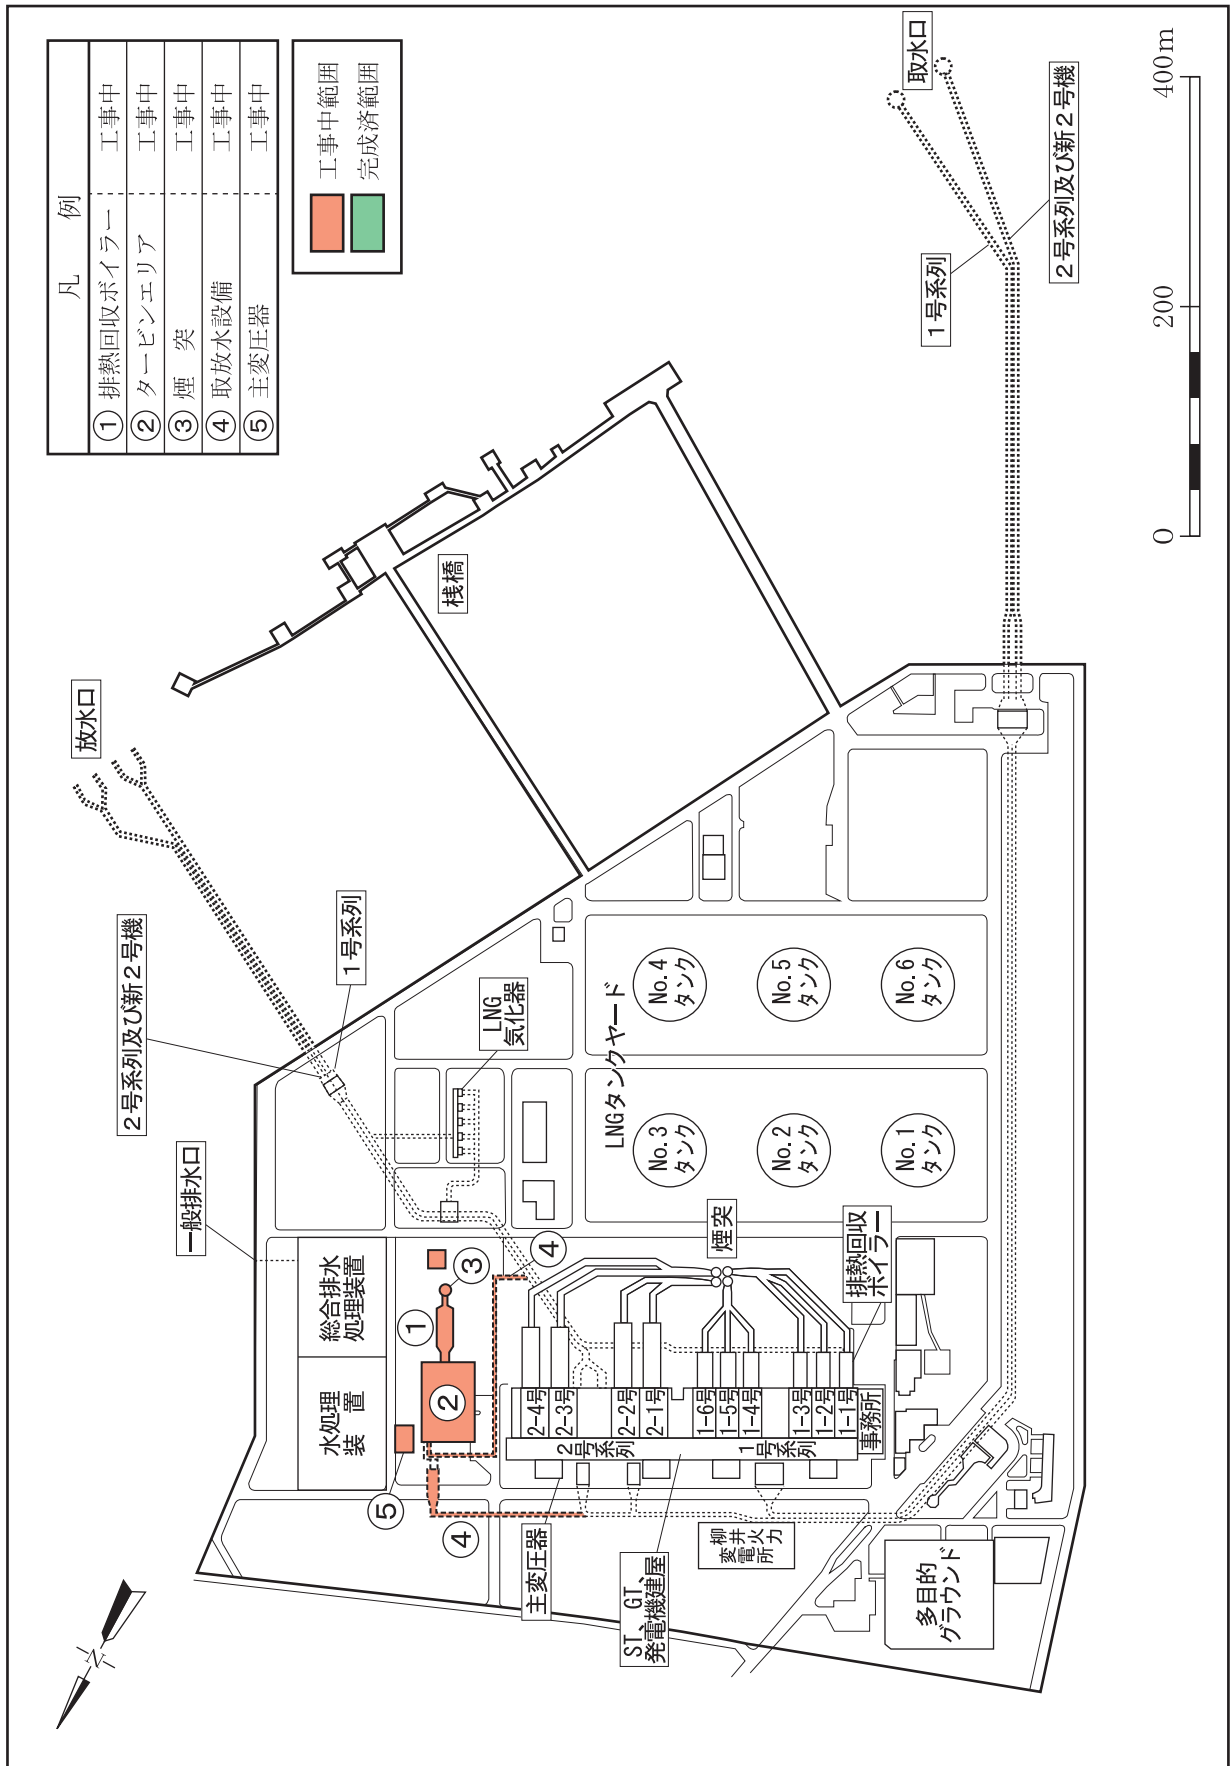 凡 例
① 排熱回収ボイラー 工事中
② タービンエリア 工事中
③ 煙 突 工事中
④ 取放水設備 工事中
⑤ 主変圧器 工事中
工事中範囲
完成済範囲
取水口
1号系列
2号系列及び新2号機
0 200 400m
桟橋
放水口
2号系列及び新2号機
1号系列
一般排水口
LNG
気化器
LNGタンクヤード
No.4
タンク
No.5
タンク
No.6
タンク
No.3
タンク
No.2
タンク
No.1
タンク
総合排水
処理装置
水処理
装置
①
②
③
④
⑤
④
煙突
排熱回収
ボイラー
2-4号
2-3号
2-2号
2-1号
1-6号
1-5号
1-4号
1-3号
1-2号
1-1号
2号系列
1号系列
事務所
主変圧器
ST、GT、
発電機建屋
柳井火力
変電所
多目的
グラウンド
N